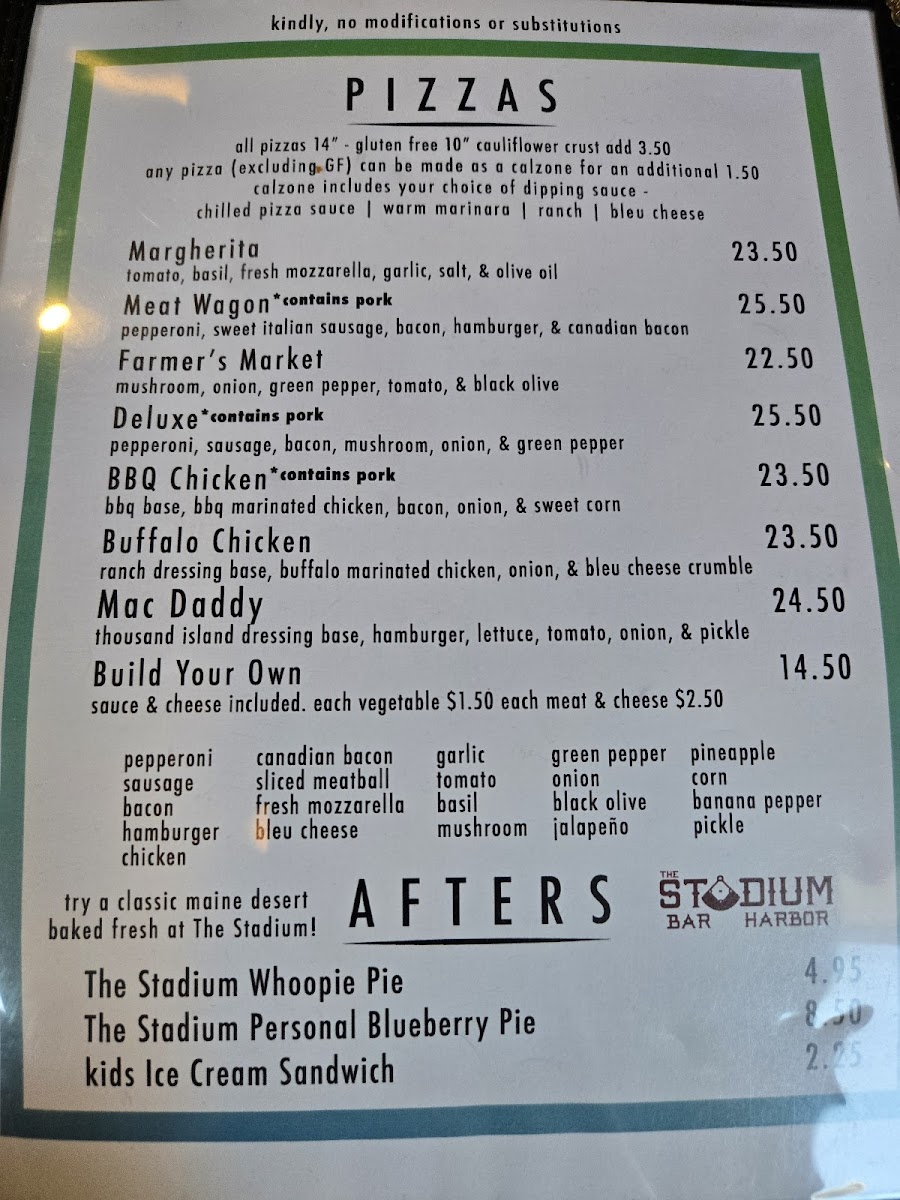 kindly, no modifications or substitutions
PIZZAS
all pizzas 14" - gluten free 10" cauliflower crust add 3.50
any pizza (excluding GF) can be made as a calzone for an additional 1.50
calzone includes your choice of dipping sauce -
chilled pizza sauce | warm marinara | ranch | bleu cheese
Margherita 23.50
tomato, basil, fresh mozzarella, garlic, salt, & olive oil
Meat Wagon *contains pork 25.50
pepperoni, sweet italian sausage, bacon, hamburger, & canadian bacon
Farmer's Market 22.50
mushroom, onion, green pepper, tomato, & black olive
Deluxe *contains pork 25.50
pepperoni, sausage, bacon, mushroom, onion, & green pepper
BBQ Chicken *contains pork 23.50
bbq base, bbq marinated chicken, bacon, onion, & sweet corn
Buffalo Chicken 23.50
ranch dressing base, buffalo marinated chicken, onion, & bleu cheese crumble
Mac Daddy 24.50
thousand island dressing base, hamburger, lettuce, tomato, onion, & pickle
Build Your Own 14.50
sauce & cheese included. each vegetable $1.50 each meat & cheese $2.50
pepperoni canadian bacon garlic green pepper pineapple
sausage sliced meatball tomato onion corn
bacon fresh mozzarella basil black olive banana pepper
hamburger bleu cheese mushroom jalapeño pickle
chicken
try a classic maine desert
baked fresh at The Stadium!
AFTERS
THE
STADIUM
BAR HARBOR
The Stadium Whoopie Pie 4.95
The Stadium Personal Blueberry Pie 8.50
kids Ice Cream Sandwich 2.25